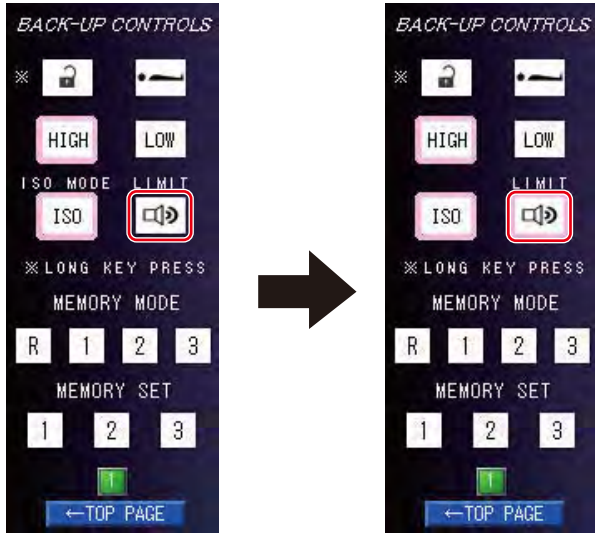 BACK-UP CONTROLS
※
HIGH LOW
ISO MODE LIMIT
ISO
※LONG KEY PRESS
MEMORY MODE
R 1 2 3
MEMORY SET
1 2 3
1
←TOP PAGE
BACK-UP CONTROLS
※
HIGH LOW
LIMIT
ISO
※LONG KEY PRESS
MEMORY MODE
R 1 2 3
MEMORY SET
1 2 3
1
←TOP PAGE